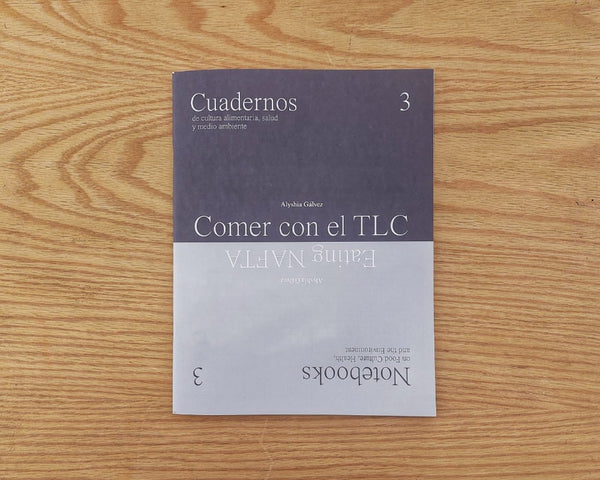 Cuadernos
3
de cultura alimentaria, salud
y medio ambiente
Alyshia Gálvez
Comer con el TLC
Eating NAFTA
Alyshia Gálvez
Notebooks
3
on Food Culture, Health,
and the Environment